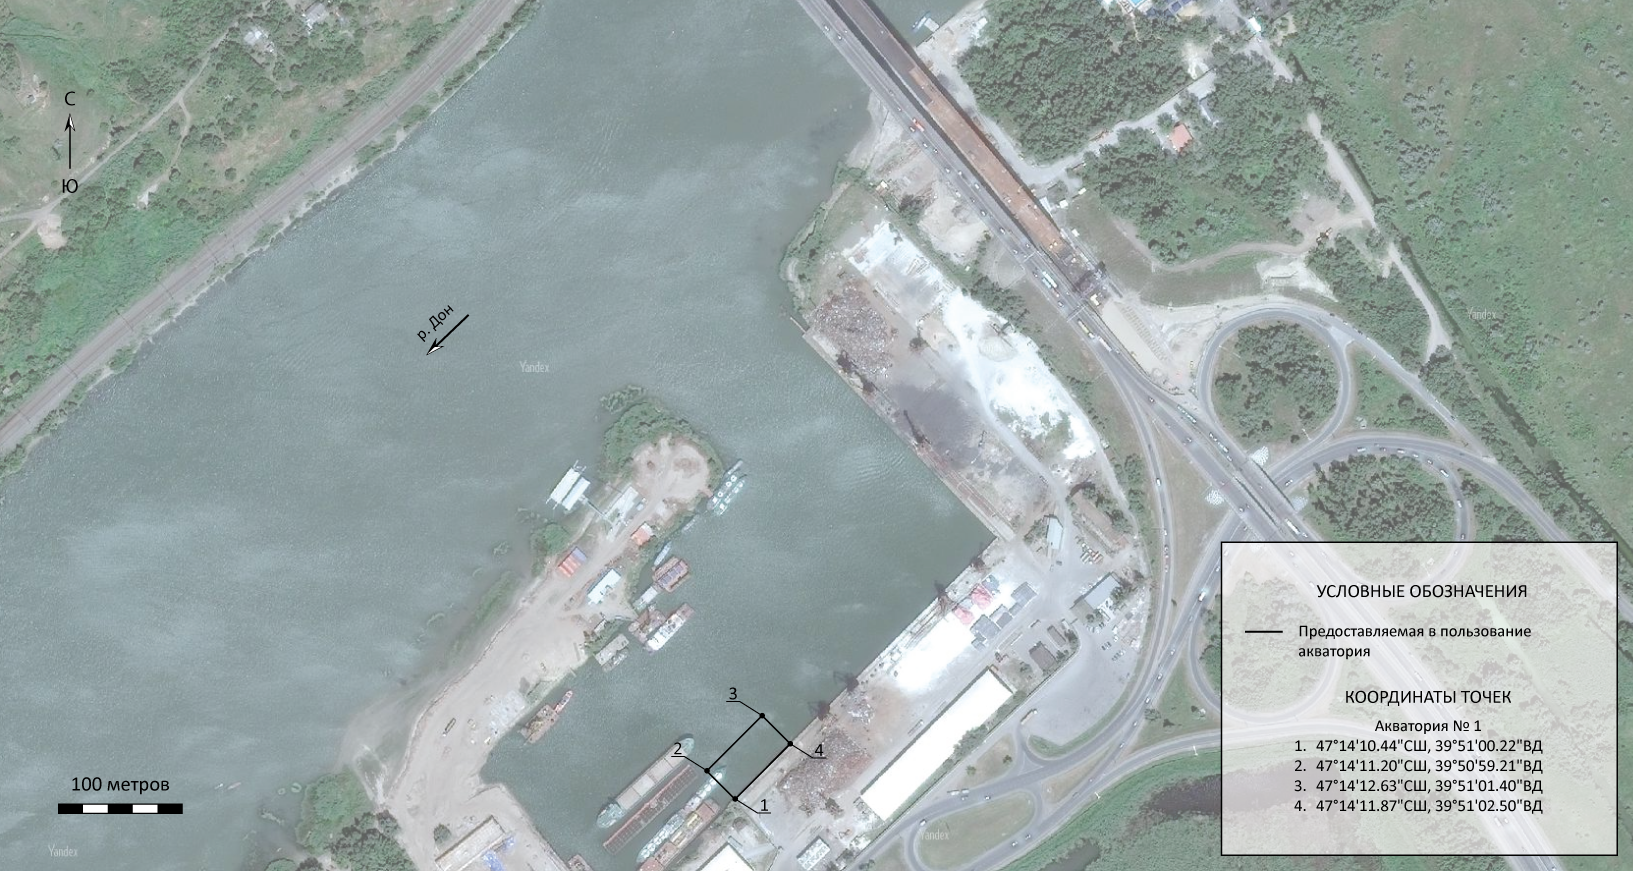 С
Ю
р. Дон
Yandex
Yandex
3
2
4
1
100 метров
Yandex
Yandex
УСЛОВНЫЕ ОБОЗНАЧЕНИЯ
Предоставляемая в пользование
акватория
КООРДИНАТЫ ТОЧЕК
Акватория № 1
1. 47°14'10.44"СШ, 39°51'00.22"ВД
2. 47°14'11.20"СШ, 39°50'59.21"ВД
3. 47°14'12.63"СШ, 39°51'01.40"ВД
4. 47°14'11.87"СШ, 39°51'02.50"ВД